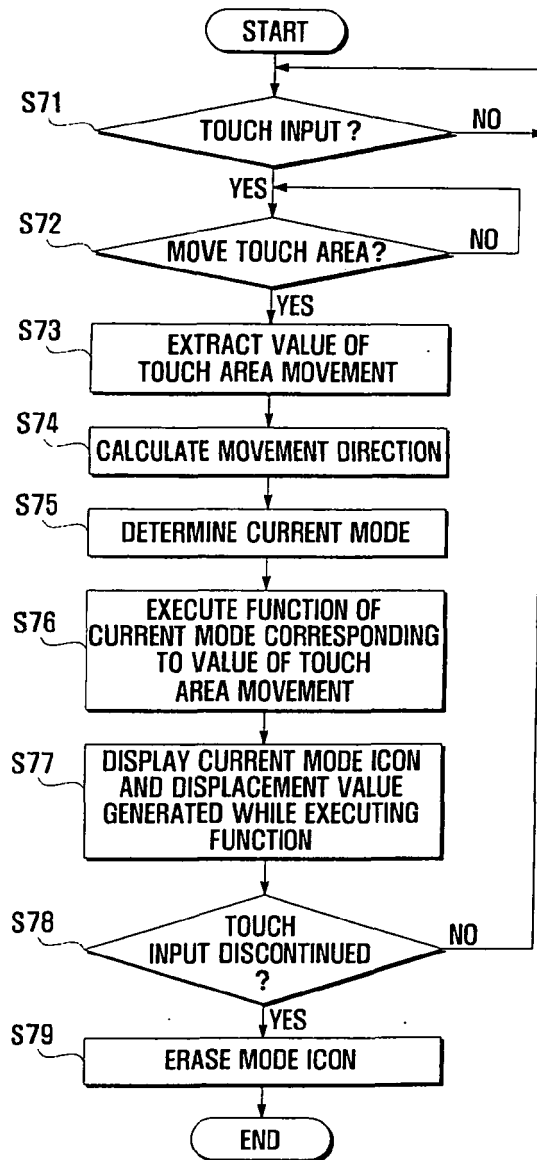 START
S71
TOUCH INPUT ?
NO
YES
S72
MOVE TOUCH AREA?
NO
YES
S73
EXTRACT VALUE OF
TOUCH AREA MOVEMENT
S74
CALCULATE MOVEMENT DIRECTION
S75
DETERMINE CURRENT MODE
S76
EXECUTE FUNCTION OF
CURRENT MODE CORRESPONDING
TO VALUE OF TOUCH
AREA MOVEMENT
S77
DISPLAY CURRENT MODE ICON
AND DISPLACEMENT VALUE
GENERATED WHILE EXECUTING
FUNCTION
S78
TOUCH
INPUT DISCONTINUED
?
NO
YES
S79
ERASE MODE ICON
END